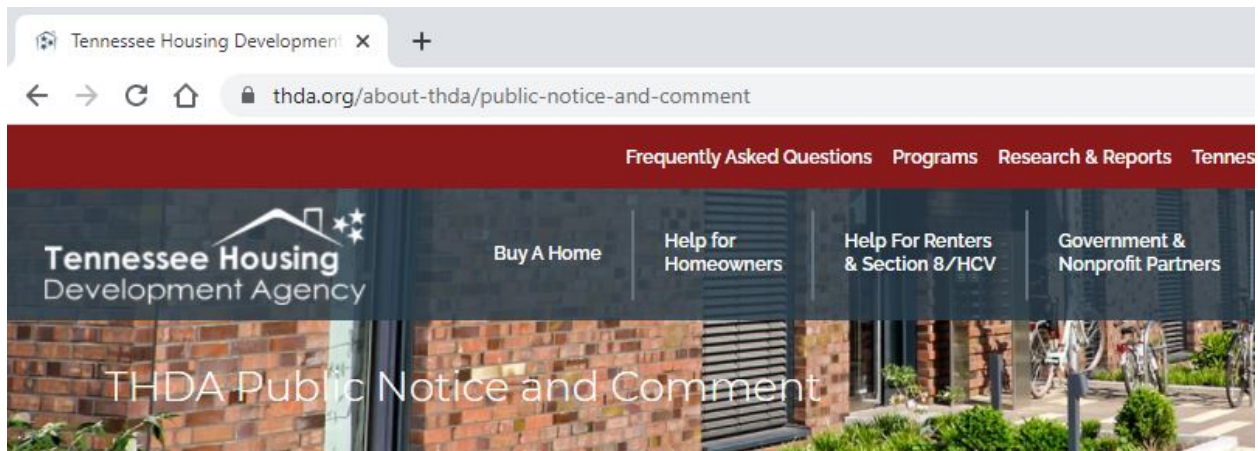 Tennessee Housing Development
thda.org/about-thda/public-notice-and-comment
Frequently Asked Questions Programs Research & Reports Tennes
Tennessee Housing
Development Agency
Buy A Home
Help for
Homeowners
Help For Renters
& Section 8/HCV
Government &
Nonprofit Partners
THDA Public Notice and Comment